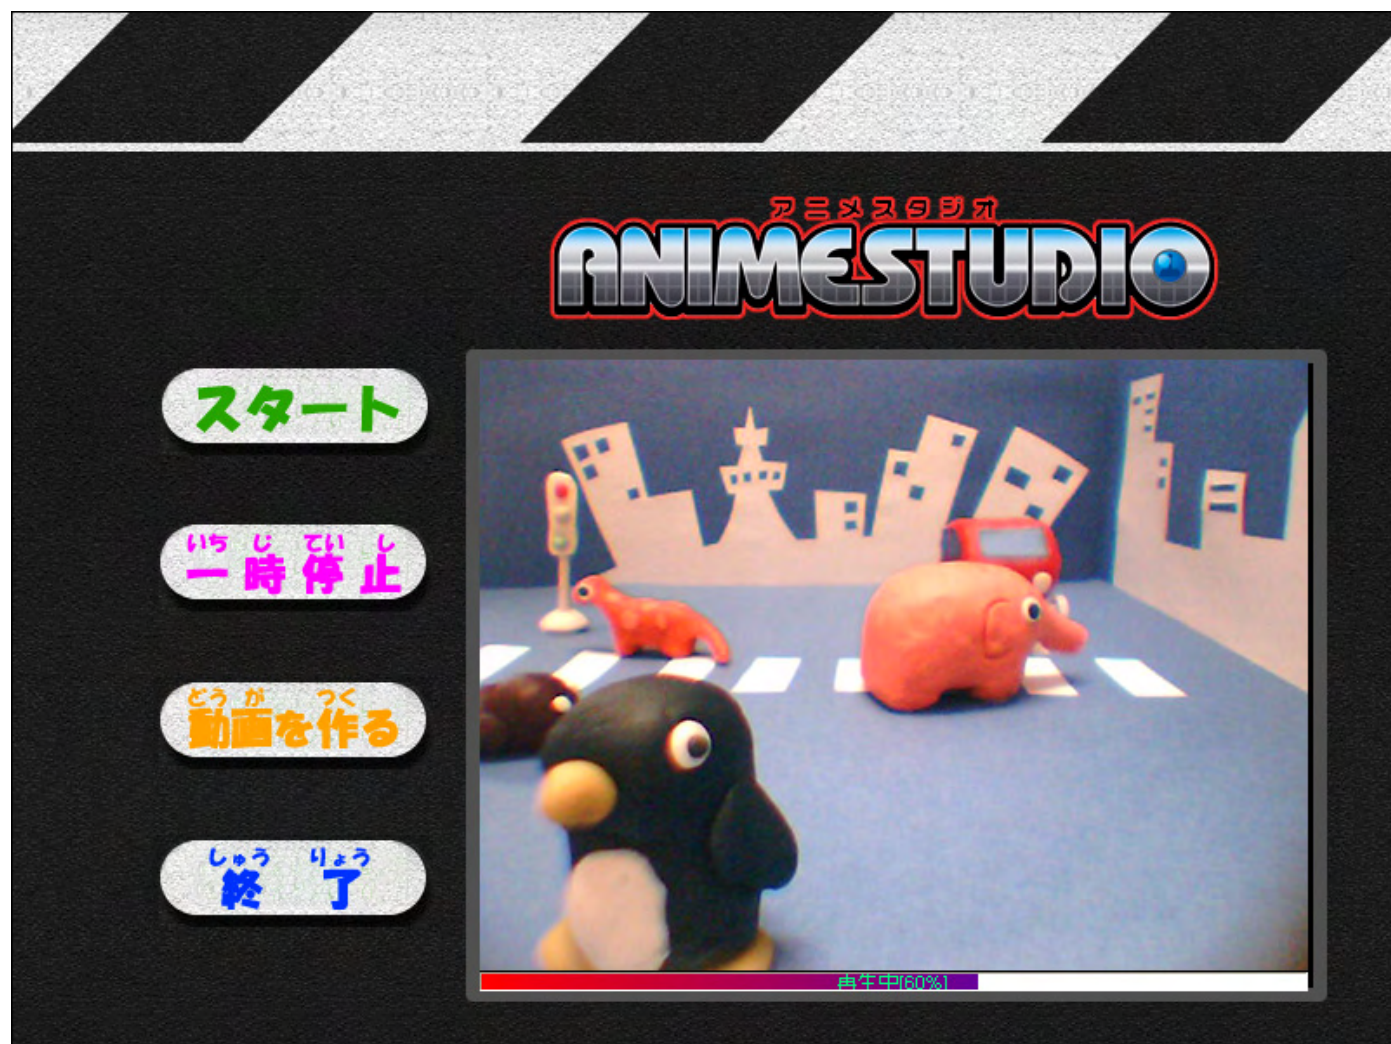 アニメスタジオ
ANIMESTUDIO
スタート
いち じ てい し
一時停止
どう が つく
動画を作る
しゅう りょう
終了
再生中[60%]